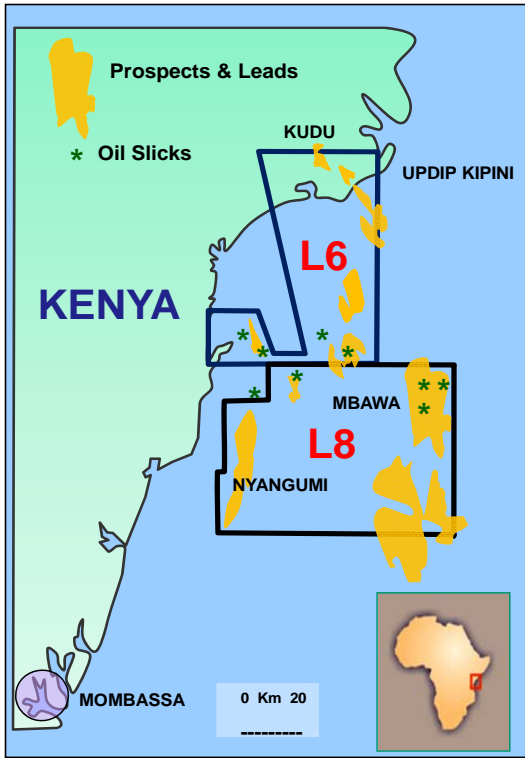 Prospects & Leads
* Oil Slicks
KUDU
UPDIP KIPINI
L6
KENYA
MBAWA
L8
NYANGUMI
MOMBASSA
0 Km 20